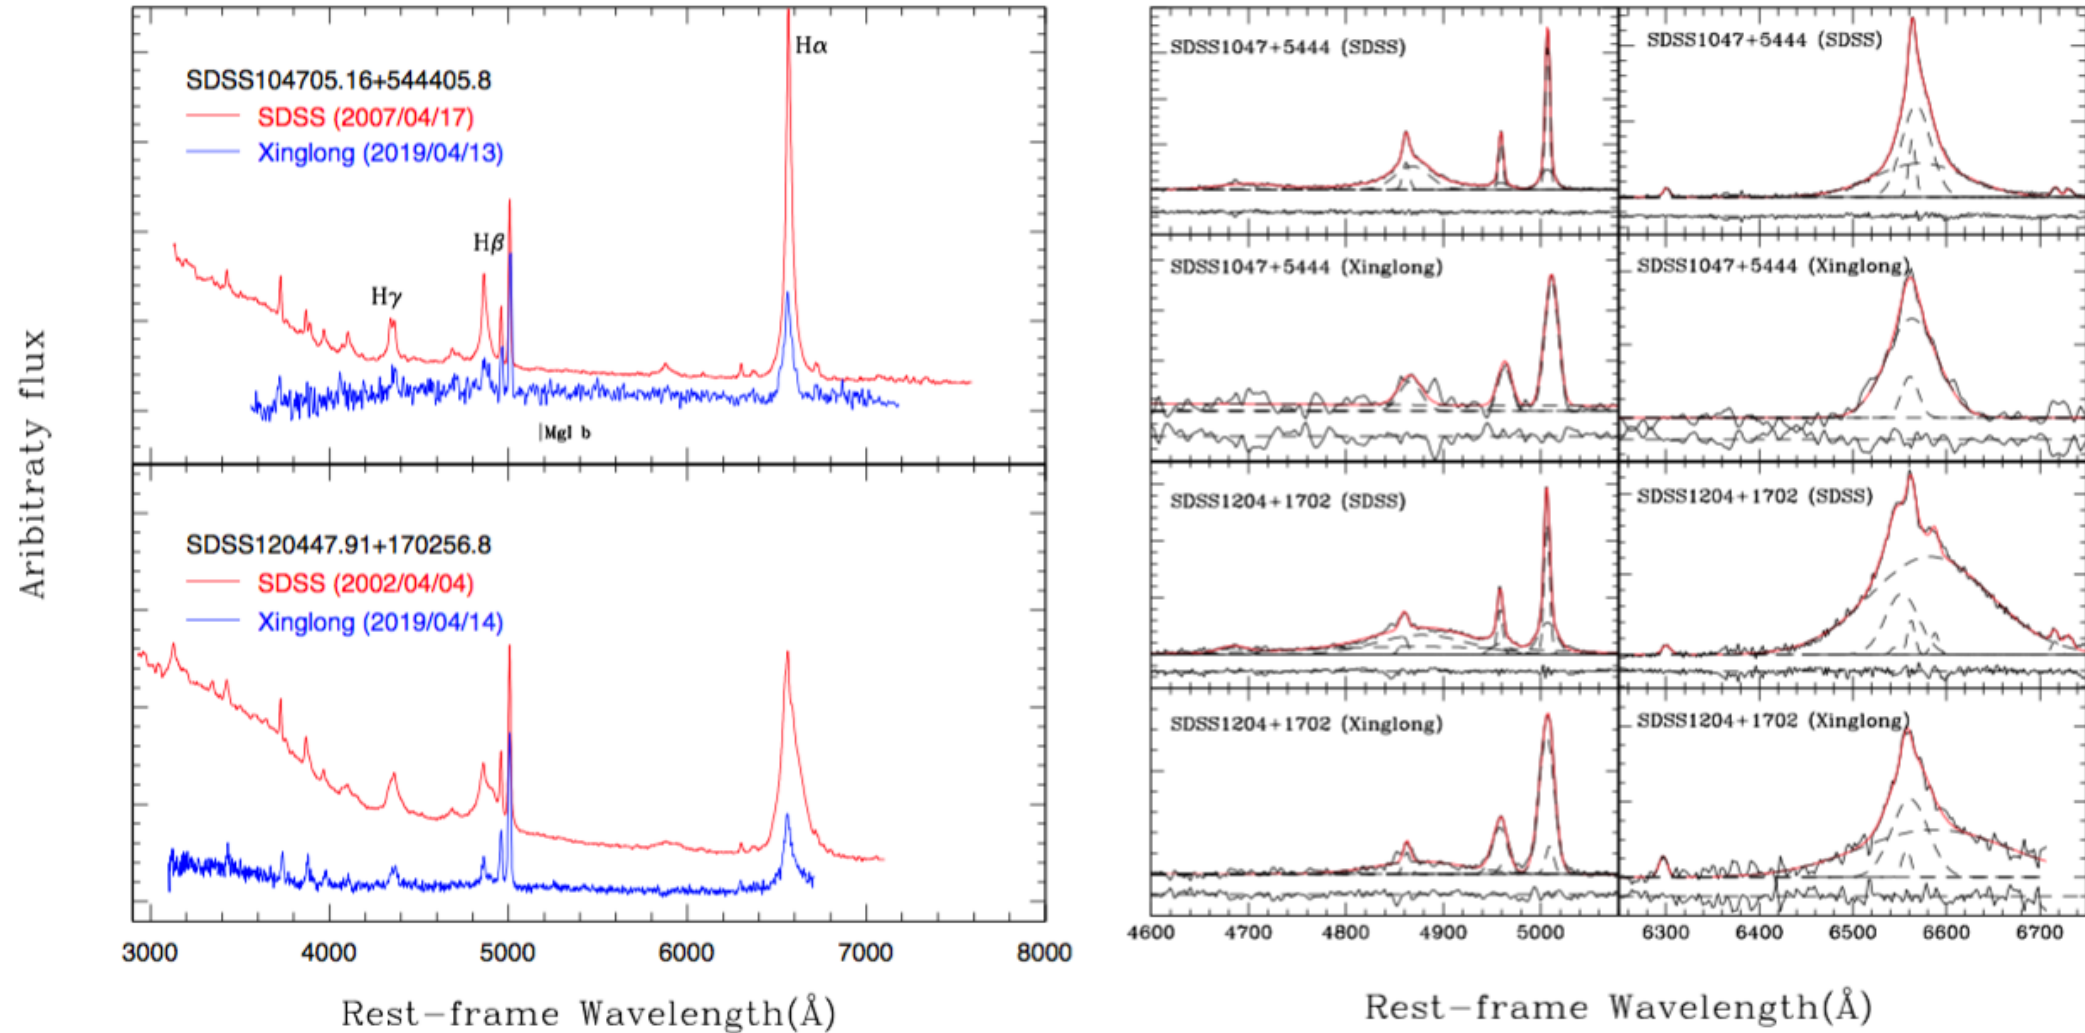 Aribitraty flux
SDSS104705.16+544405.8
SDSS (2007/04/17)
Xinglong (2019/04/13)
Hγ
Hβ
Hα
|MgI b
SDSS120447.91+170256.8
SDSS (2002/04/04)
Xinglong (2019/04/14)
3000 4000 5000 6000 7000 8000
Rest-frame Wavelength(Å)
SDSS1047+5444 (SDSS)
SDSS1047+5444 (SDSS)
SDSS1047+5444 (Xinglong)
SDSS1047+5444 (Xinglong)
SDSS1204+1702 (SDSS)
SDSS1204+1702 (SDSS)
SDSS1204+1702 (Xinglong)
SDSS1204+1702 (Xinglong)
4600 4700 4800 4900 5000 6300 6400 6500 6600 6700
Rest-frame Wavelength(Å)